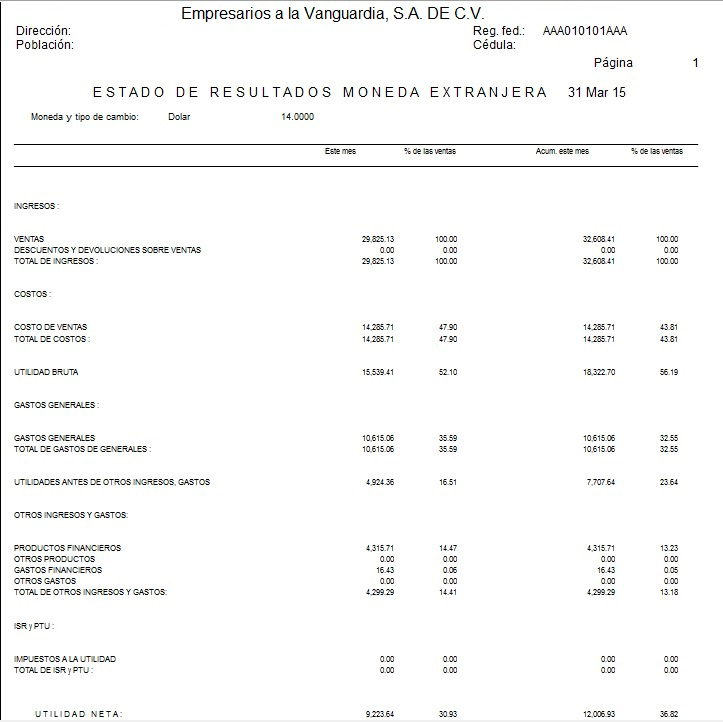 Empresarios a la Vanguardia, S.A. DE C.V.
Dirección: Reg. fed.: AAA010101AAA
Población: Cédula:
Página 1
ESTADO DE RESULTADOS MONEDA EXTRANJERA 31 Mar 15
Moneda y tipo de cambio: Dolar 14.0000
Este mes % de las ventas Acum. este mes % de las ventas
INGRESOS :
VENTAS 29,825.13 100.00 32,608.41 100.00
DESCUENTOS Y DEVOLUCIONES SOBRE VENTAS 0.00 0.00 0.00 0.00
TOTAL DE INGRESOS : 29,825.13 100.00 32,608.41 100.00
COSTOS :
COSTO DE VENTAS 14,285.71 47.90 14,285.71 43.81
TOTAL DE COSTOS : 14,285.71 47.90 14,285.71 43.81
UTILIDAD BRUTA 15,539.41 52.10 18,322.70 56.19
GASTOS GENERALES :
GASTOS GENERALES 10,615.06 35.59 10,615.06 32.55
TOTAL DE GASTOS DE GENERALES : 10,615.06 35.59 10,615.06 32.55
UTILIDADES ANTES DE OTROS INGRESOS, GASTOS 4,924.36 16.51 7,707.64 23.64
OTROS INGRESOS Y GASTOS:
PRODUCTOS FINANCIEROS 4,315.71 14.47 4,315.71 13.23
OTROS PRODUCTOS 0.00 0.00 0.00 0.00
GASTOS FINANCIEROS 16.43 0.06 16.43 0.05
OTROS GASTOS 0.00 0.00 0.00 0.00
TOTAL DE OTROS INGRESOS Y GASTOS: 4,299.29 14.41 4,299.29 13.18
ISR y PTU :
IMPUESTOS A LA UTILIDAD 0.00 0.00 0.00 0.00
TOTAL DE ISR y PTU : 0.00 0.00 0.00 0.00
UTILIDAD NETA: 9,223.64 30.93 12,006.93 36.82